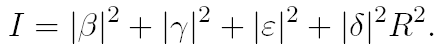 I = |β|² + |γ|² + |ε|² + |δ|²R².